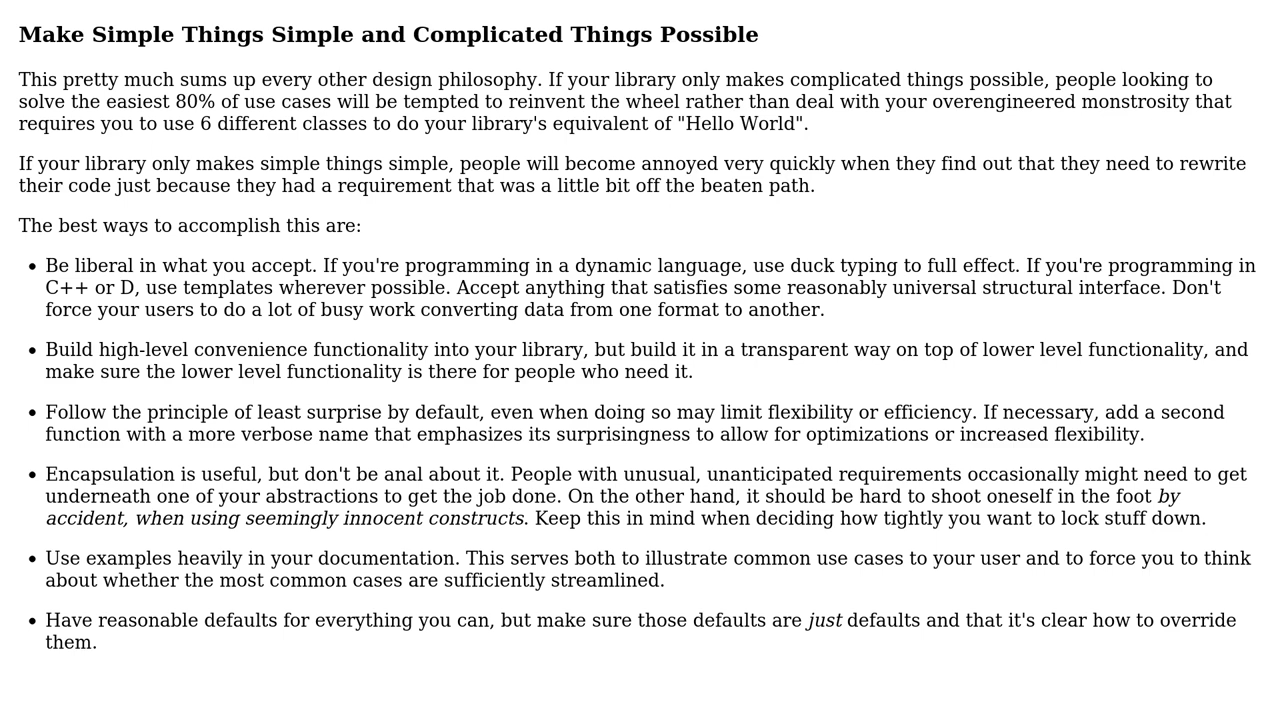 Make Simple Things Simple and Complicated Things Possible
This pretty much sums up every other design philosophy. If your library only makes complicated things possible, people looking to
solve the easiest 80% of use cases will be tempted to reinvent the wheel rather than deal with your overengineered monstrosity that
requires you to use 6 different classes to do your library's equivalent of "Hello World".
If your library only makes simple things simple, people will become annoyed very quickly when they find out that they need to rewrite
their code just because they had a requirement that was a little bit off the beaten path.
The best ways to accomplish this are:
• Be liberal in what you accept. If you're programming in a dynamic language, use duck typing to full effect. If you're programming in
C++ or D, use templates wherever possible. Accept anything that satisfies some reasonably universal structural interface. Don't
force your users to do a lot of busy work converting data from one format to another.
• Build high-level convenience functionality into your library, but build it in a transparent way on top of lower level functionality, and
make sure the lower level functionality is there for people who need it.
• Follow the principle of least surprise by default, even when doing so may limit flexibility or efficiency. If necessary, add a second
function with a more verbose name that emphasizes its surprisingness to allow for optimizations or increased flexibility.
• Encapsulation is useful, but don't be anal about it. People with unusual, unanticipated requirements occasionally might need to get
underneath one of your abstractions to get the job done. On the other hand, it should be hard to shoot oneself in the foot by
accident, when using seemingly innocent constructs. Keep this in mind when deciding how tightly you want to lock stuff down.
• Use examples heavily in your documentation. This serves both to illustrate common use cases to your user and to force you to think
about whether the most common cases are sufficiently streamlined.
• Have reasonable defaults for everything you can, but make sure those defaults are just defaults and that it's clear how to override
them.